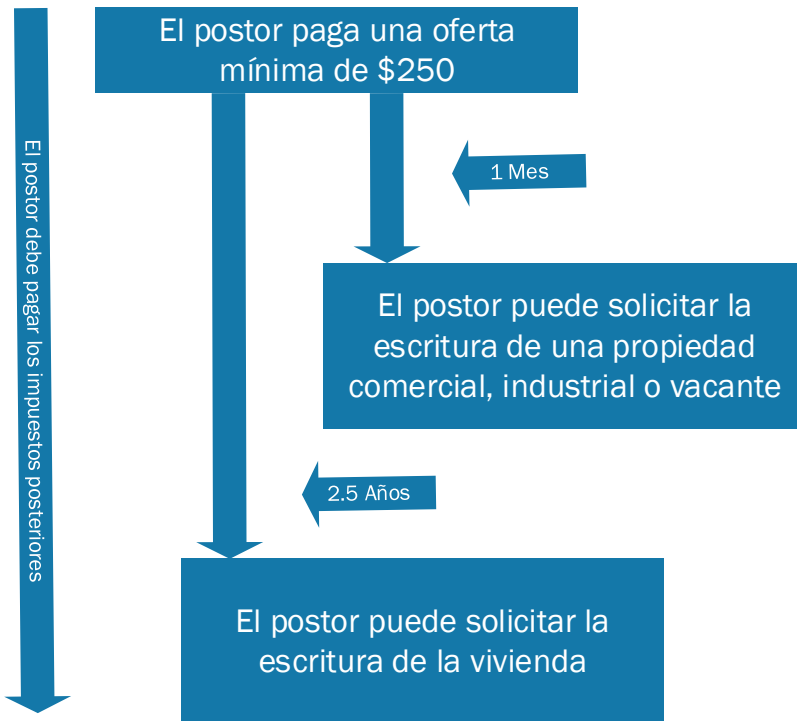 El postor paga una oferta
mínima de $250
El postor debe pagar los impuestos posteriores
1 Mes
El postor puede solicitar la
escritura de una propiedad
comercial, industrial o vacante
2.5 Años
El postor puede solicitar la
escritura de la vivienda